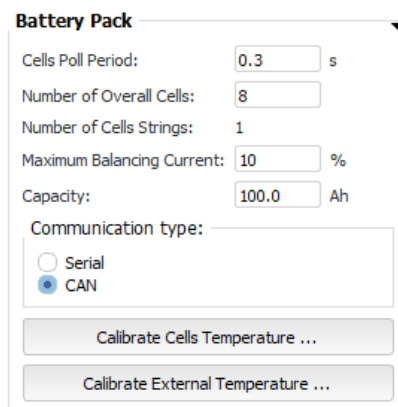 Battery Pack
Cells Poll Period: 0.3 s
Number of Overall Cells: 8
Number of Cells Strings: 1
Maximum Balancing Current: 10 %
Capacity: 100.0 Ah
Communication type:
Serial
CAN
Calibrate Cells Temperature ...
Calibrate External Temperature ...